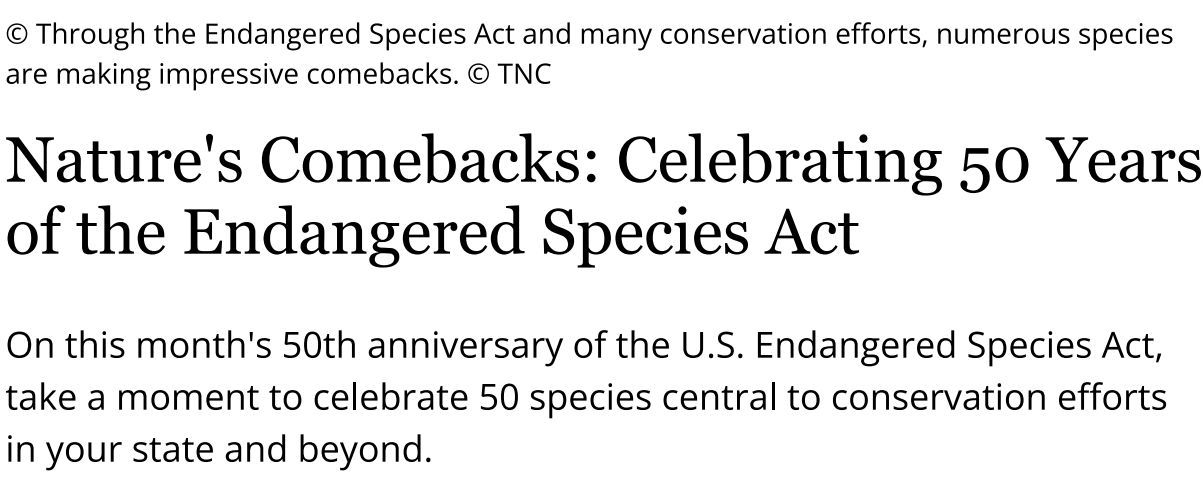 © Through the Endangered Species Act and many conservation efforts, numerous species
are making impressive comebacks. © TNC
Nature's Comebacks: Celebrating 50 Years
of the Endangered Species Act
On this month's 50th anniversary of the U.S. Endangered Species Act,
take a moment to celebrate 50 species central to conservation efforts
in your state and beyond.